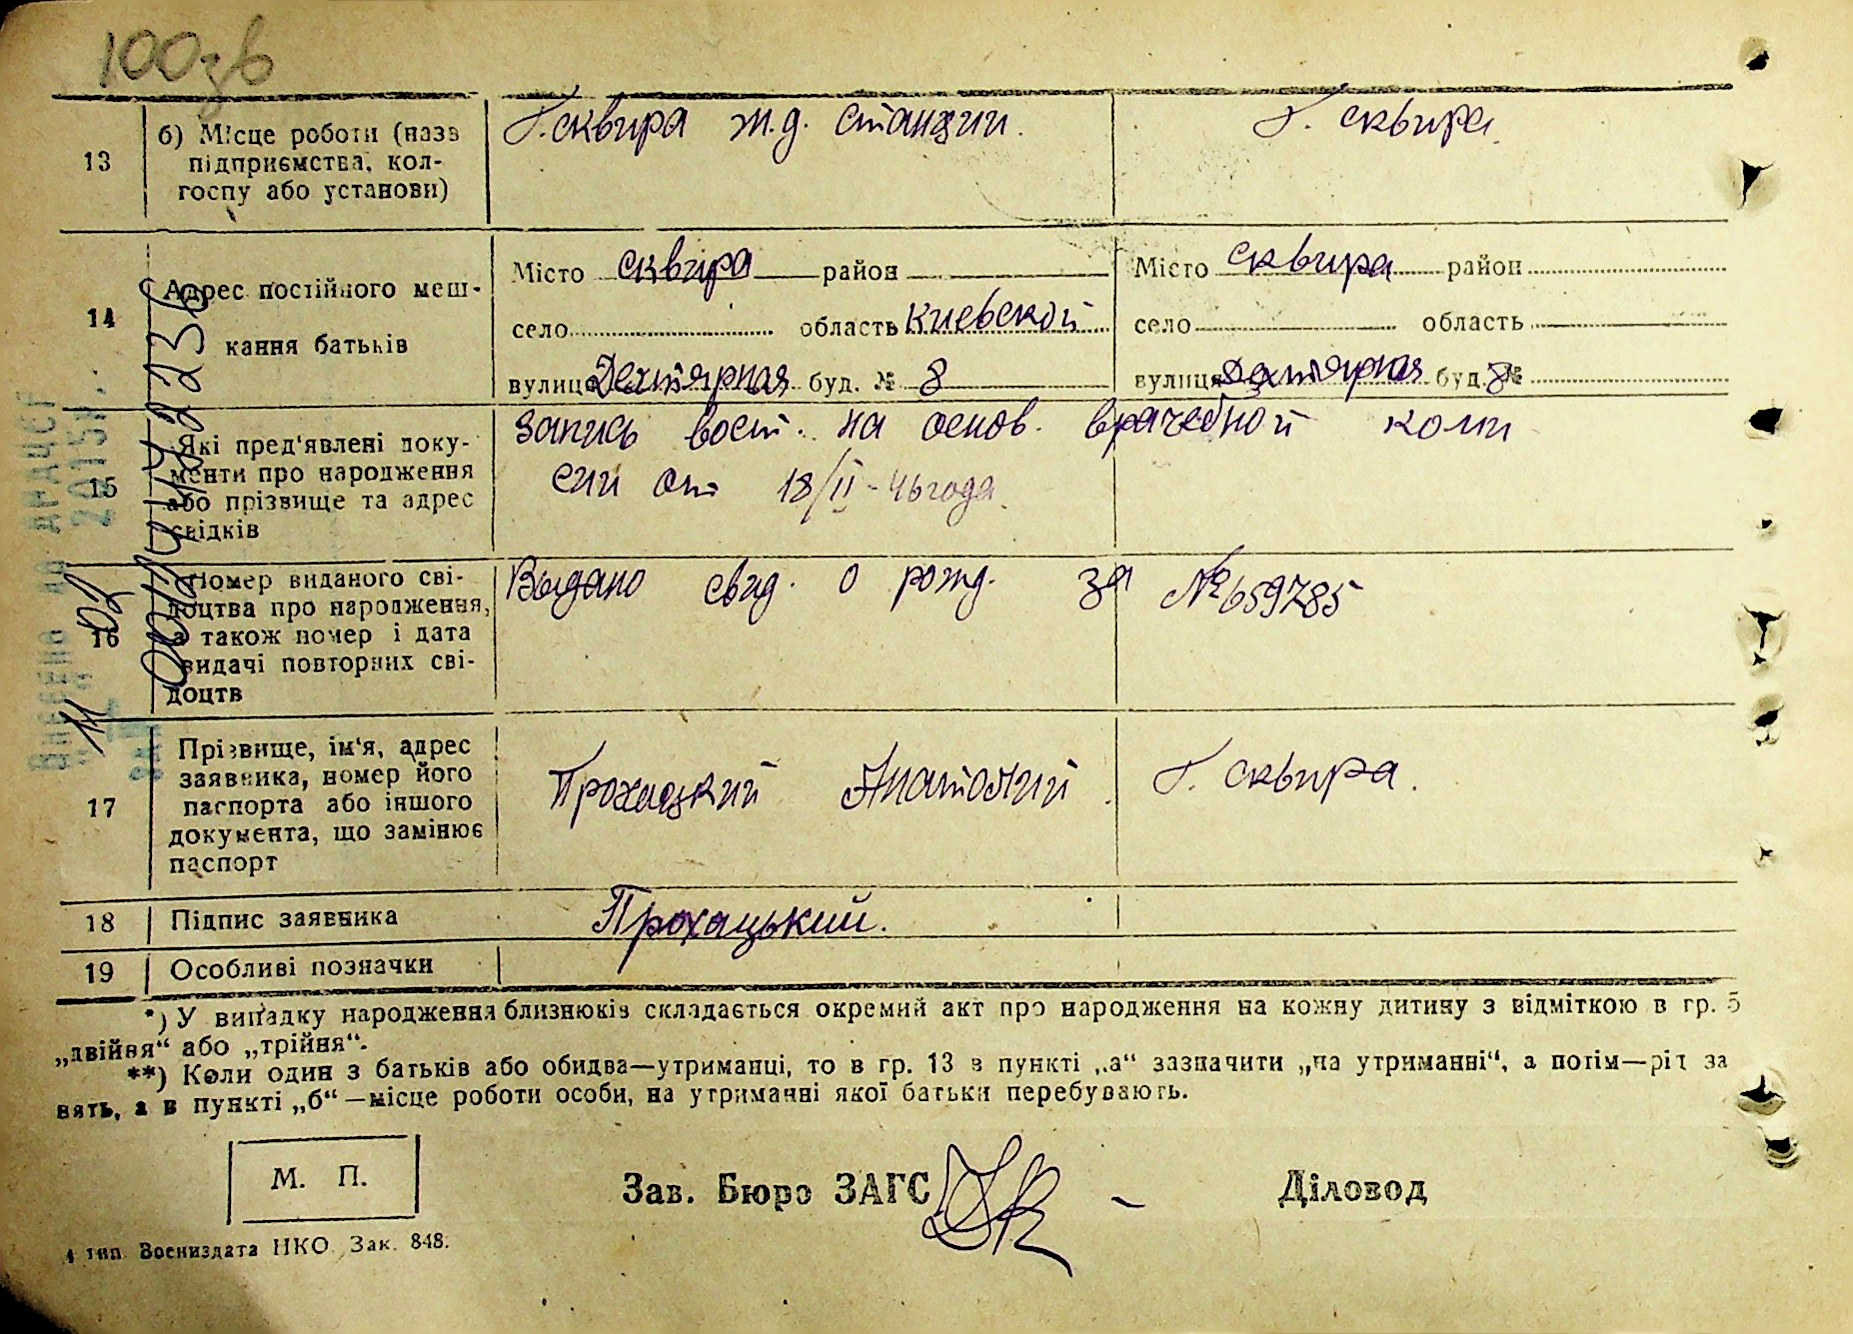 100зв
13
б) Місце роботи (назв
підприємства, кол-
госпу або установи)
Г. сквира ж.д. станции.
Г. сквира.
14
Адрес постійного меш-
кання батьків
Місто сквира район
село область Киевской
вулиця Дехтярная буд. № 8
Місто сквира район
село область
вулиця Дехтярная буд. № 8
15
Які пред'явлені доку-
менти про народження
або прізвище та адрес
свідків
запись вост. на основ. врачебной коми
сии от 18/II-46 года.
16
Номер виданого сві-
доцтва про народження,
а також номер і дата
видачі повторних сві-
доцтв
Выдано свид. о рожд. за №659785
17
Прізвище, ім'я, адрес
заявника, номер його
паспорта або іншого
документа, що замінює
паспорт
Прохацкий Анатолий. Г. сквира.
18
Підпис заявника
Прохацький.
19
Особливі позначки
*) У випадку народження близнюків складається окремий акт про народження на кожну дитину з відміткою в гр. 5
„двійня“ або „трійня“.
**) Коли один з батьків або обидва—утриманці, то в гр. 13 в пункті „а“ зазначити „на утриманні“, а потім—рід за
нять, а в пункті „б“—місце роботи особи, на утриманні якої батьки перебувають.
М. П.
Зав. Бюро ЗАГС
Діловод
4 тип. Воениздата НКО. Зак. 848.